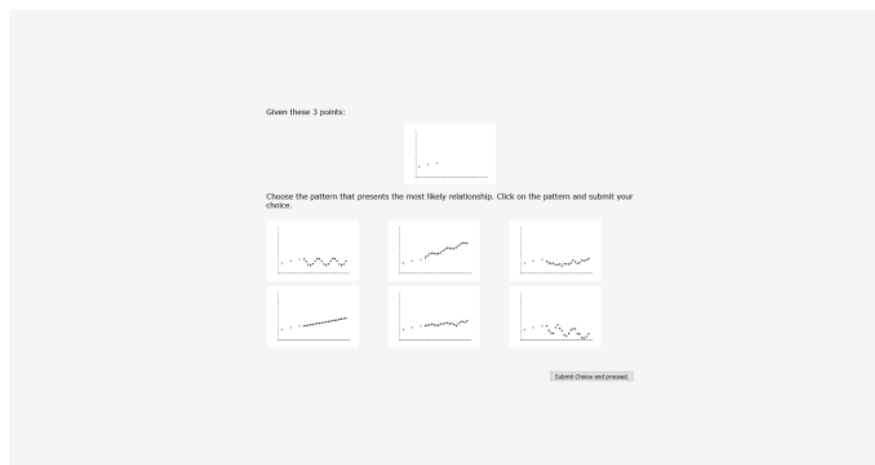 Given these 3 points:
Choose the pattern that presents the most likely relationship. Click on the pattern and submit your
choice.
Submit Choice and proceed.